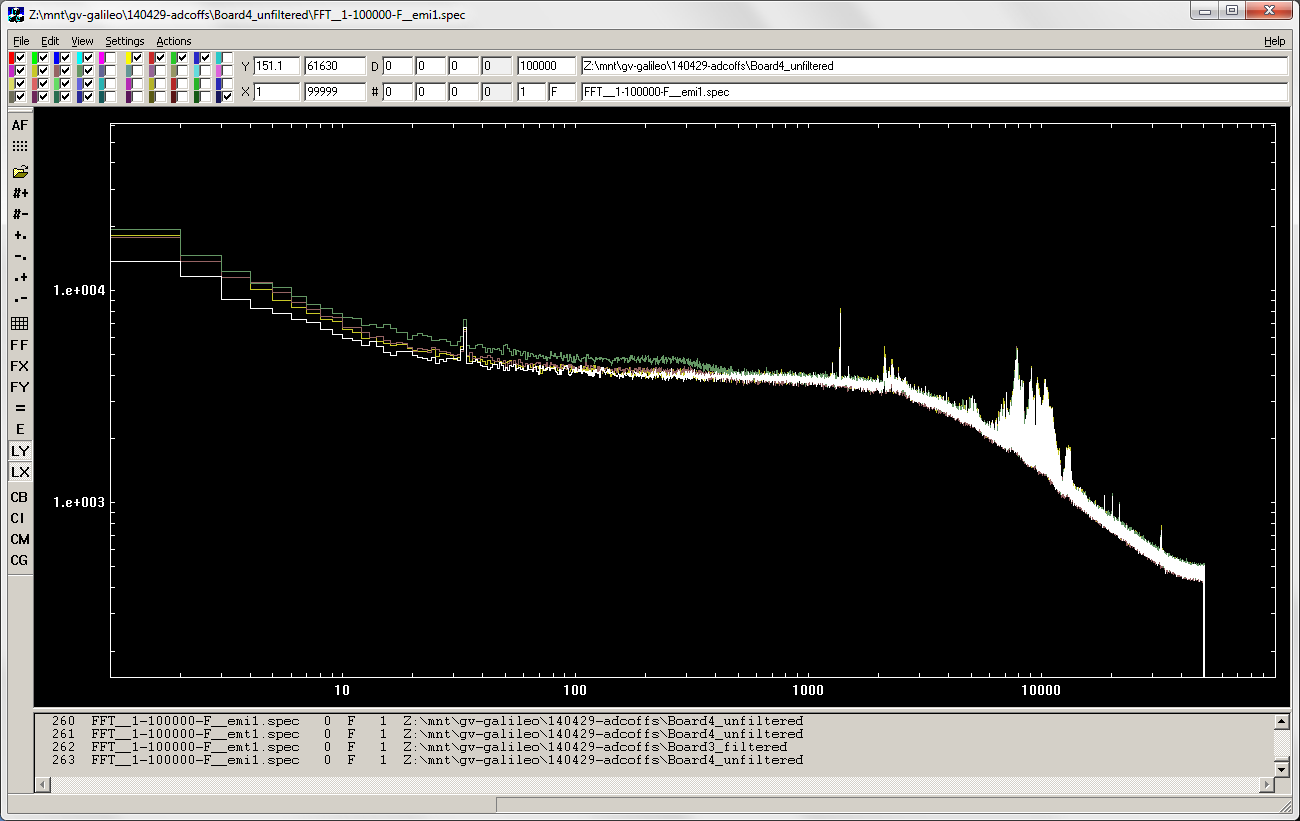 Z:\mnt\gv-galileo\140429-adcoffs\Board4_unfiltered\FFT__1-100000-F__emi1.spec
File Edit View Settings Actions Help
Y 151.1 61630 D 0 0 0 0 100000 Z:\mnt\gv-galileo\140429-adcoffs\Board4_unfiltered
X 1 99999 # 0 0 0 0 1 F FFT__1-100000-F__emi1.spec
AF
#+
#-
+.
-.
.+
.-
FF
FX
FY
=
E
LY
LX
CB
CI
CM
CG
1.e+004
1.e+003
10 100 1000 10000
260 FFT__1-100000-F__emi1.spec 0 F 1 Z:\mnt\gv-galileo\140429-adcoffs\Board4_unfiltered
261 FFT__1-100000-F__emt1.spec 0 F 1 Z:\mnt\gv-galileo\140429-adcoffs\Board4_unfiltered
262 FFT__1-100000-F__emt1.spec 0 F 1 Z:\mnt\gv-galileo\140429-adcoffs\Board3_filtered
263 FFT__1-100000-F__emi1.spec 0 F 1 Z:\mnt\gv-galileo\140429-adcoffs\Board4_unfiltered